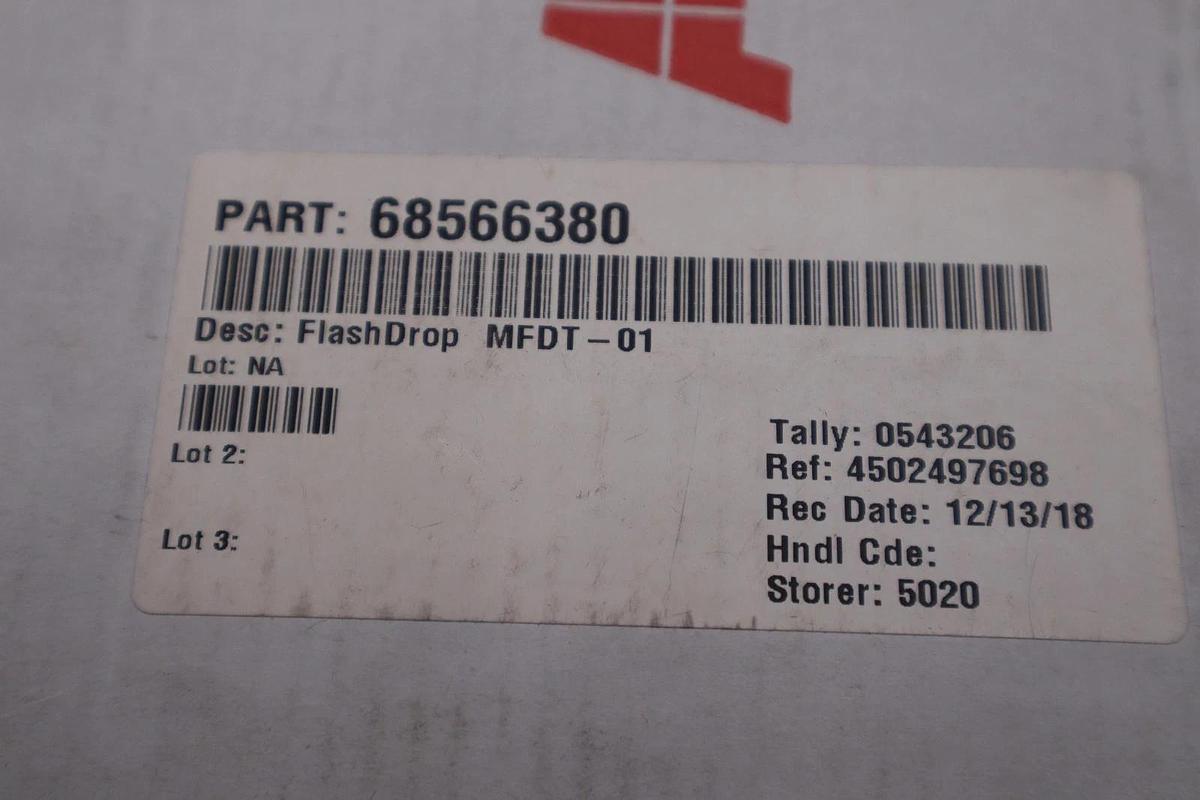 PART: 68566380
Desc: FlashDrop MFDT-01
Lot: NA
Lot 2:
Lot 3:
Tally: 0543206
Ref: 4502497698
Rec Date: 12/13/18
Hndl Cde:
Storer: 5020